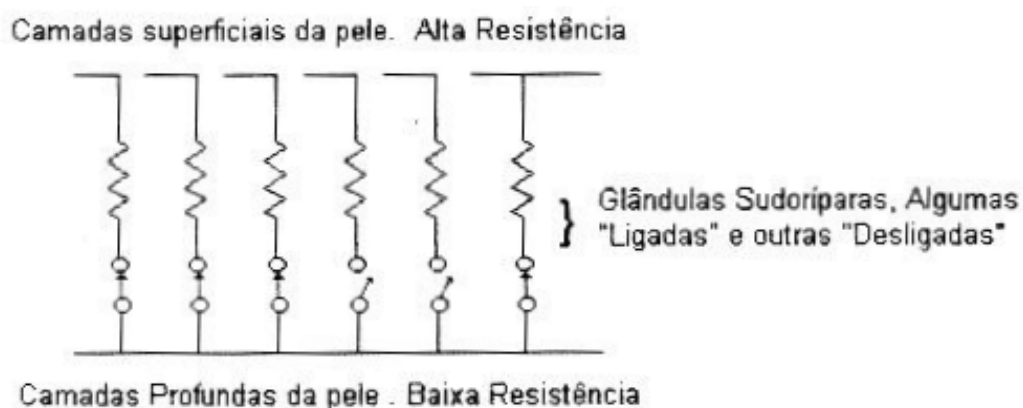 Camadas superficiais da pele. Alta Resistência
Glândulas Sudoríparas, Algumas
"Ligadas" e outras "Desligadas"
Camadas Profundas da pele . Baixa Resistência